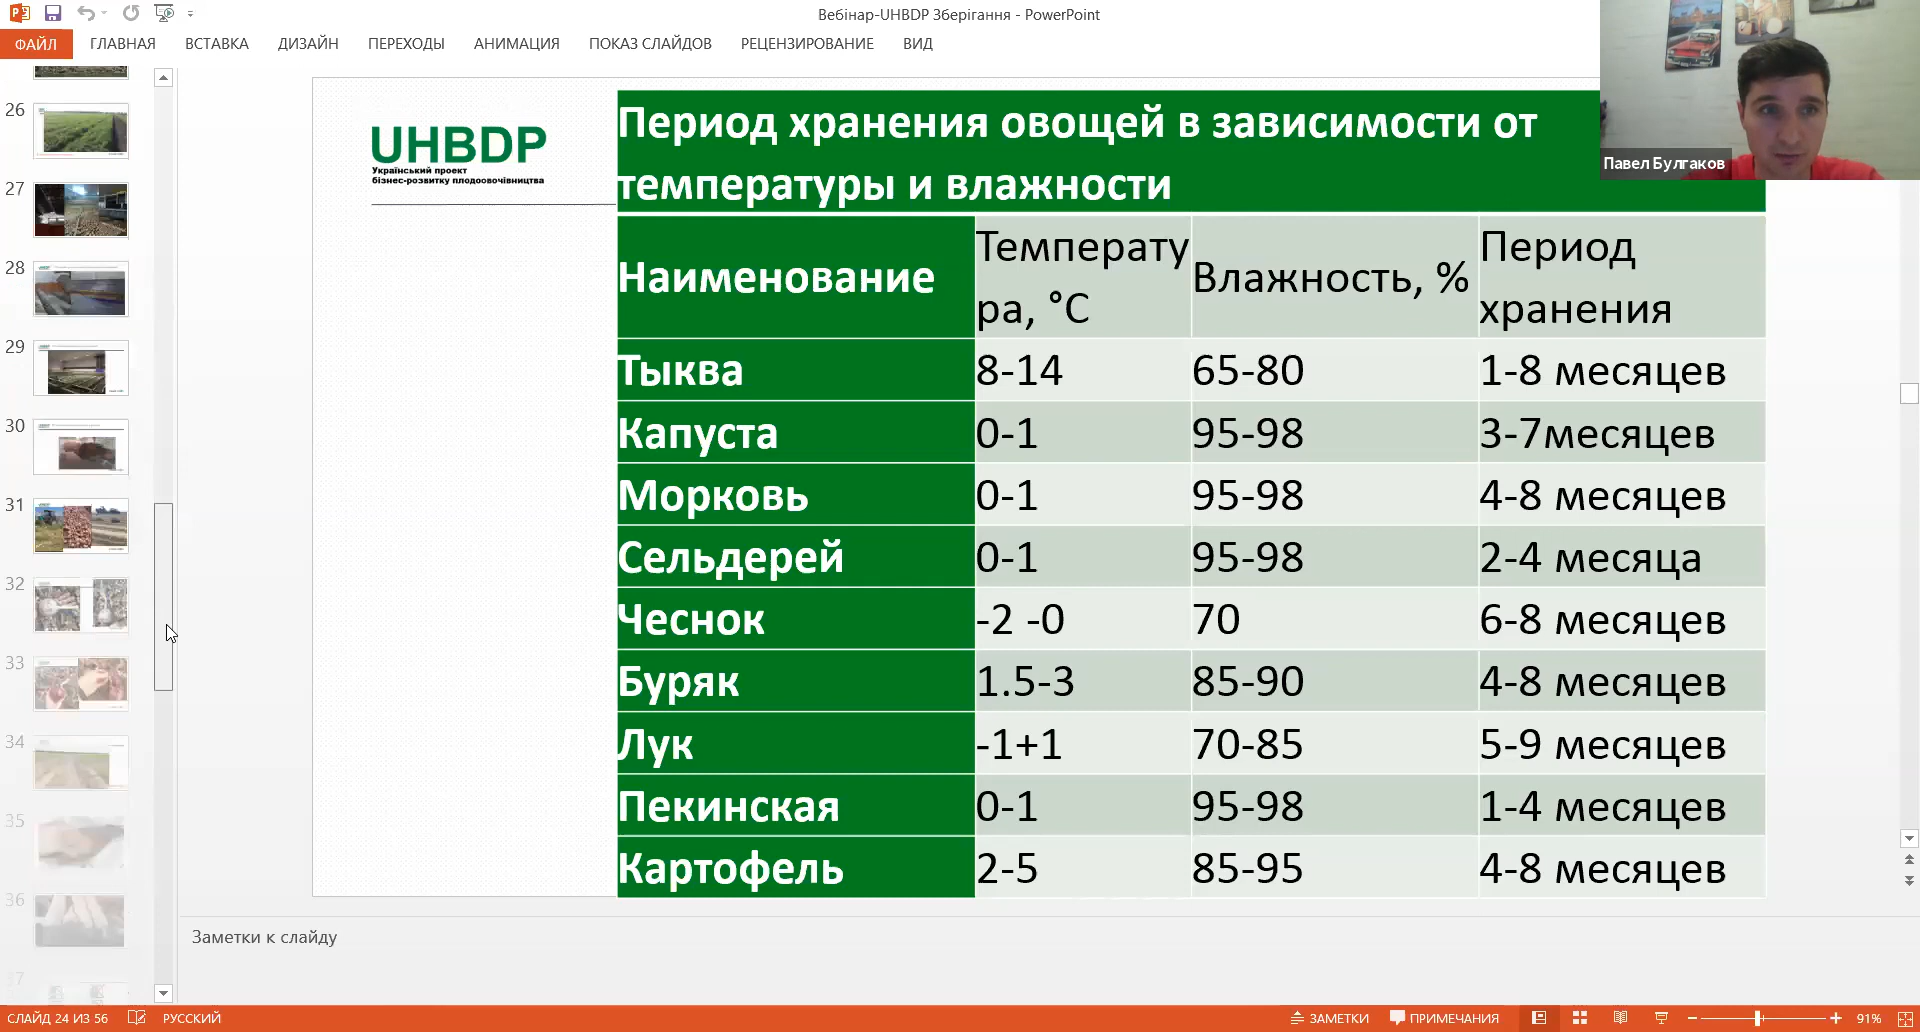 Вебінар-UHBDP Зберігання - PowerPoint
ФАЙЛ ГЛАВНАЯ ВСТАВКА ДИЗАЙН ПЕРЕХОДЫ АНИМАЦИЯ ПОКАЗ СЛАЙДОВ РЕЦЕНЗИРОВАНИЕ ВИД
26
27
28
29
30
31
32
33
34
35
36
37
UHBDP
Український проект
бізнес-розвитку плодоовочівництва
Период хранения овощей в зависимости от
температуры и влажности
Павел Булгаков
Наименование Температу
ра, °C Влажность, % Период
хранения
Тыква 8-14 65-80 1-8 месяцев
Капуста 0-1 95-98 3-7месяцев
Морковь 0-1 95-98 4-8 месяцев
Сельдерей 0-1 95-98 2-4 месяца
Чеснок -2 -0 70 6-8 месяцев
Буряк 1.5-3 85-90 4-8 месяцев
Лук -1+1 70-85 5-9 месяцев
Пекинская 0-1 95-98 1-4 месяцев
Картофель 2-5 85-95 4-8 месяцев
Заметки к слайду
СЛАЙД 24 ИЗ 56 РУССКИЙ ЗАМЕТКИ ПРИМЕЧАНИЯ 91%